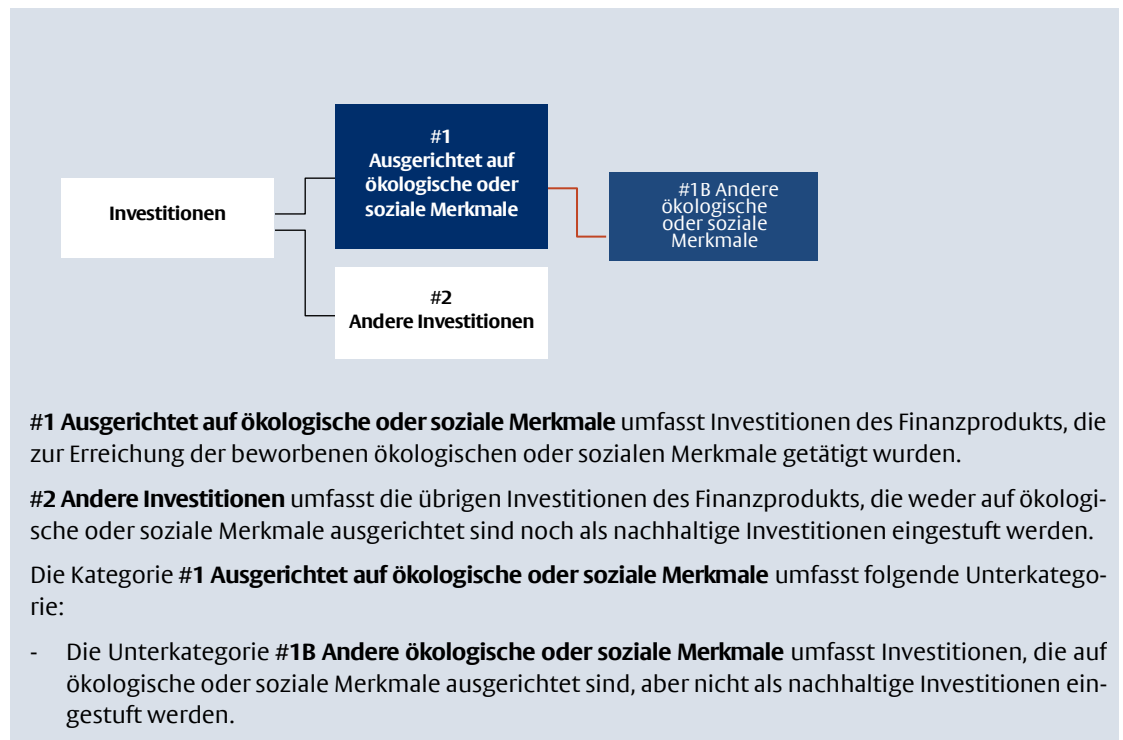 #1
Ausgerichtet auf
ökologische oder
soziale Merkmale
Investitionen
#1B Andere
ökologische
oder soziale
Merkmale
#2
Andere Investitionen
#1 Ausgerichtet auf ökologische oder soziale Merkmale umfasst Investitionen des Finanzprodukts, die
zur Erreichung der beworbenen ökologischen oder sozialen Merkmale getätigt wurden.
#2 Andere Investitionen umfasst die übrigen Investitionen des Finanzprodukts, die weder auf ökologi-
sche oder soziale Merkmale ausgerichtet sind noch als nachhaltige Investitionen eingestuft werden.
Die Kategorie #1 Ausgerichtet auf ökologische oder soziale Merkmale umfasst folgende Unterkatego-
rie:
- Die Unterkategorie #1B Andere ökologische oder soziale Merkmale umfasst Investitionen, die auf
ökologische oder soziale Merkmale ausgerichtet sind, aber nicht als nachhaltige Investitionen ein-
gestuft werden.